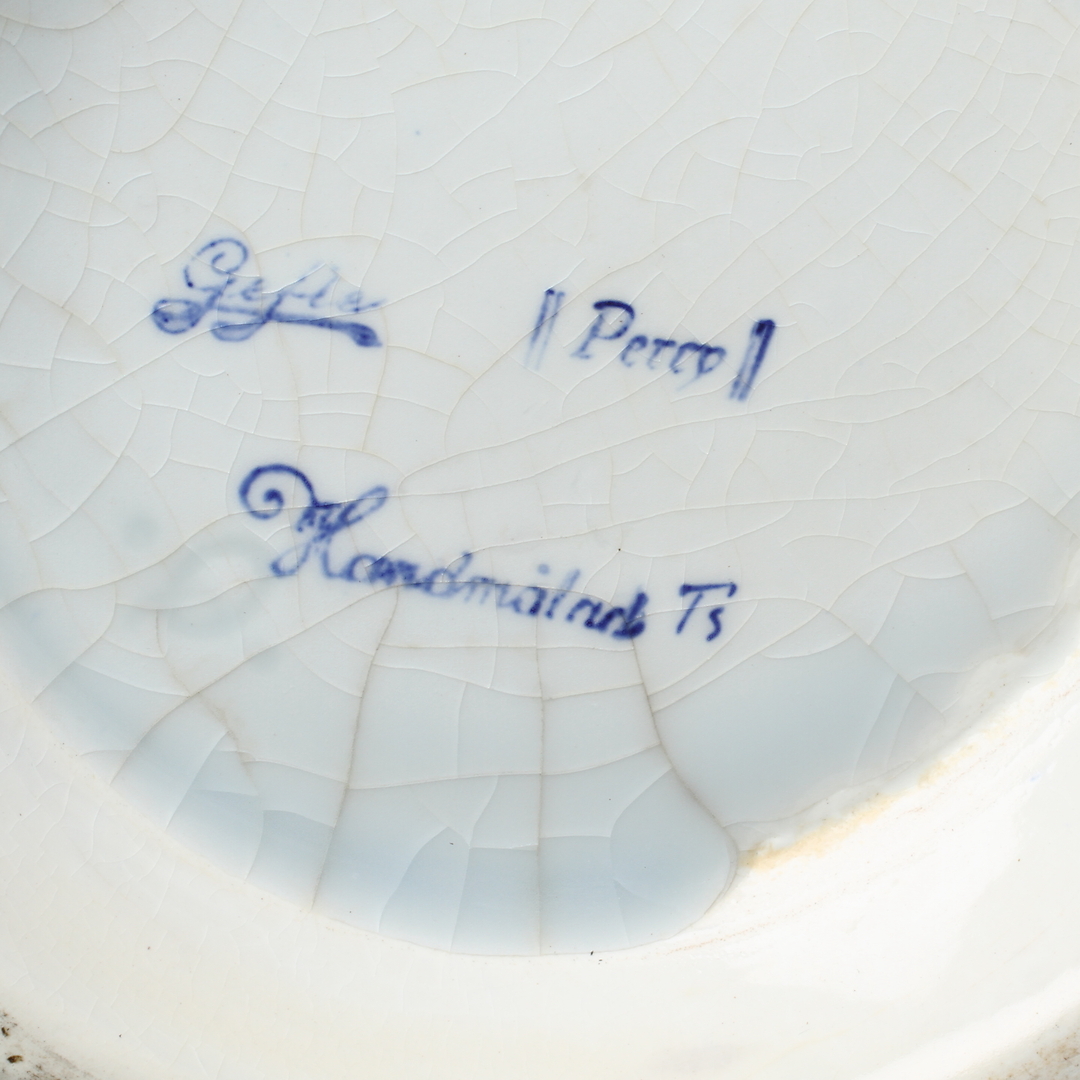 Gefle ‖ Percy ‖
Handmålad Ts